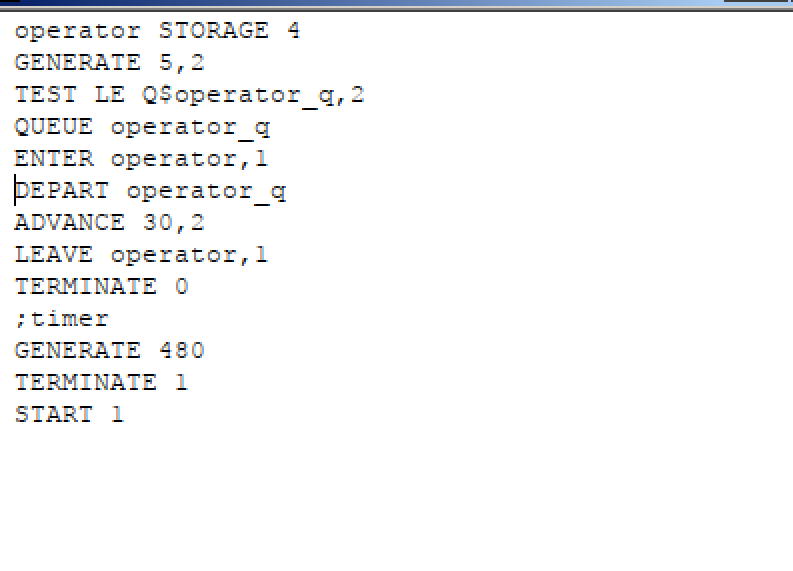 operator STORAGE 4
GENERATE 5,2
TEST LE Q$operator_q,2
QUEUE operator_q
ENTER operator,1
DEPART operator_q
ADVANCE 30,2
LEAVE operator,1
TERMINATE 0
;timer
GENERATE 480
TERMINATE 1
START 1